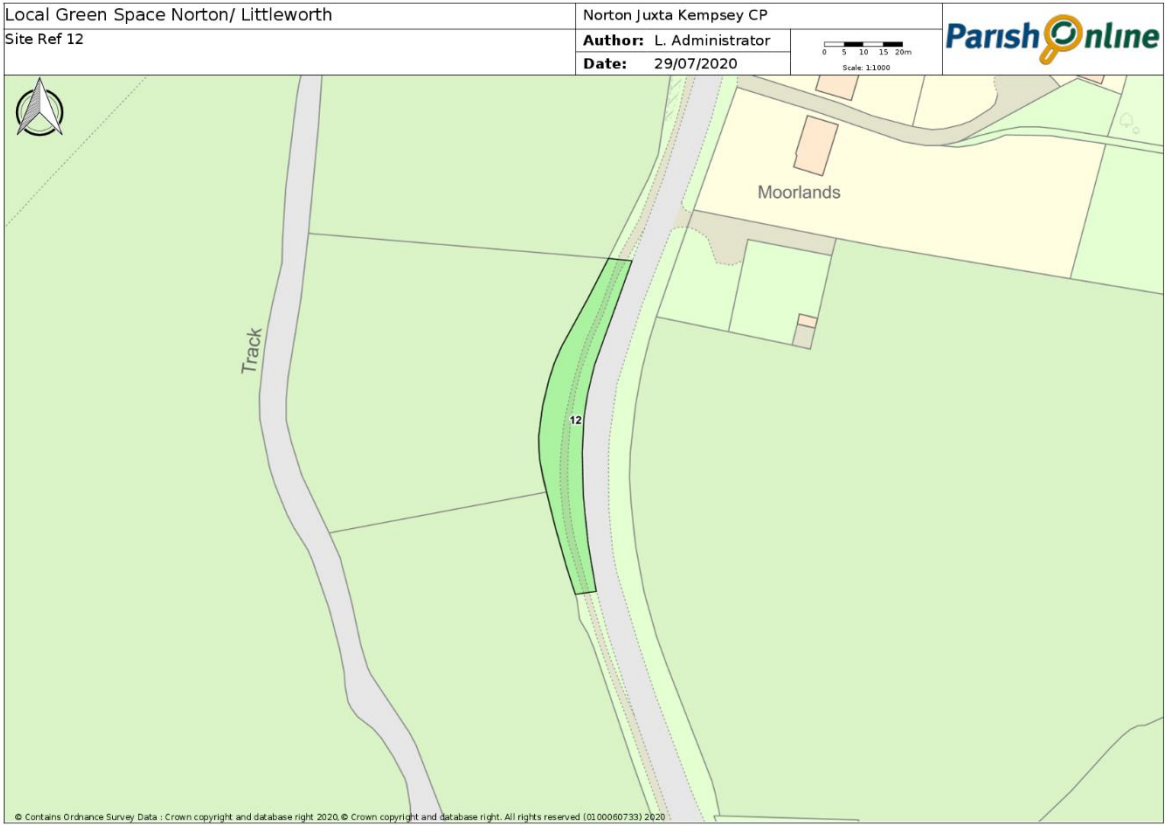 Local Green Space Norton/ Littleworth
Site Ref 12
Norton Juxta Kempsey CP
Author: L. Administrator
Date: 29/07/2020
0 5 10 15 20m
Scale: 1:1000
Parish Online
Moorlands
Track
12
© Contains Ordnance Survey Data : Crown copyright and database right 2020,© Crown copyright and database right. All rights reserved (0100060733) 2020